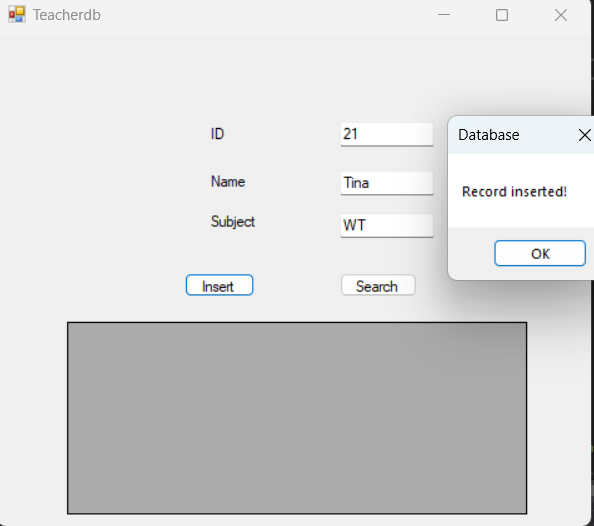 Teacherdb
ID
21
Database
Name
Tina
Record inserted!
Subject
WT
OK
Insert
Search